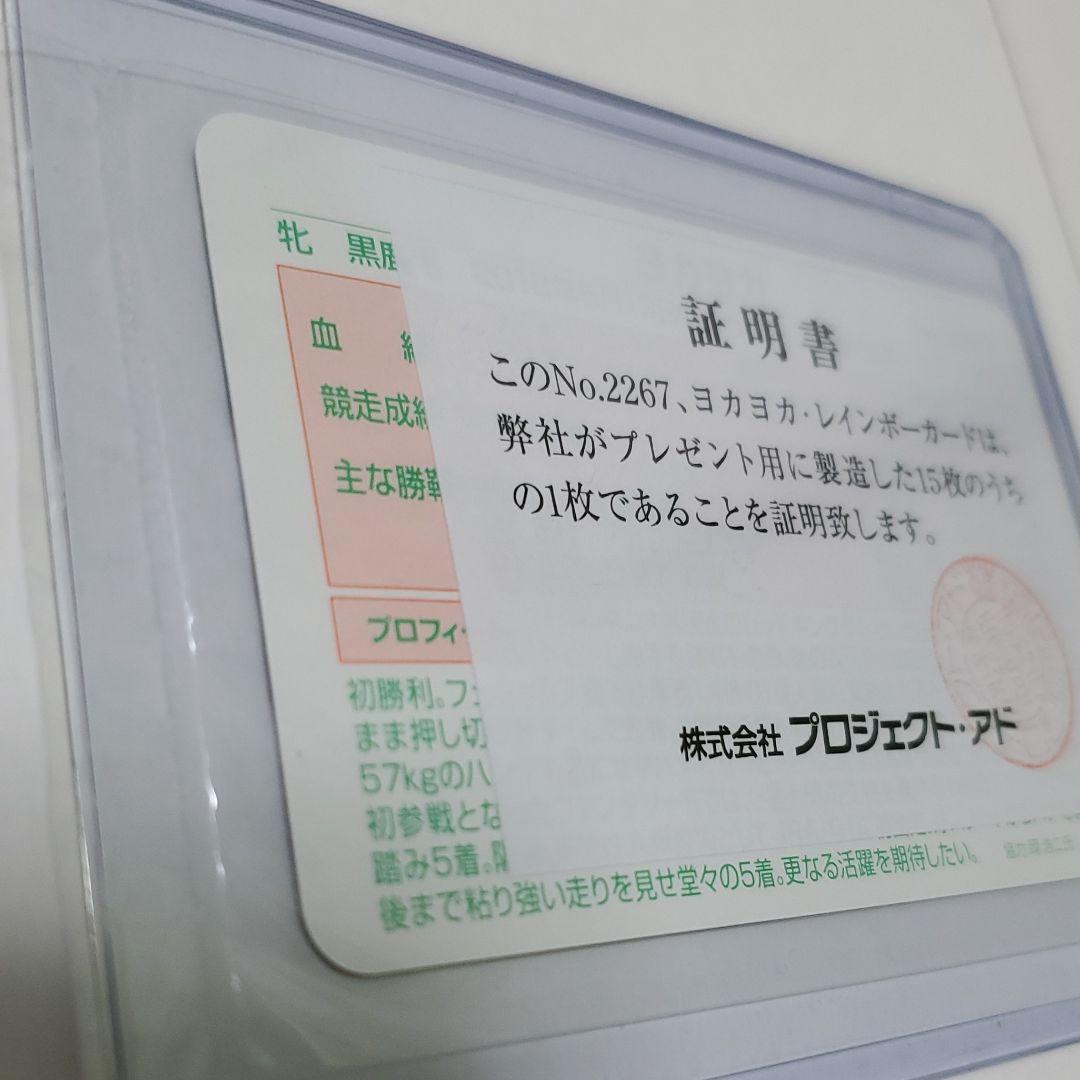 牝 黒鹿
血
競走成
主な勝
証明書
このNo.2267、ヨカヨカ・レインボーカードは、
弊社がプレゼント用に製造した15枚のうち
の1枚であることを証明致します。
株式会社 プロジェクト・アド
プロフィ
初勝利。フ
まま押し切
57kgのハ
初参戦とな
踏み5着。
後まで粘り強い走りを見せ堂々の5着。更なる活躍を期待したい。